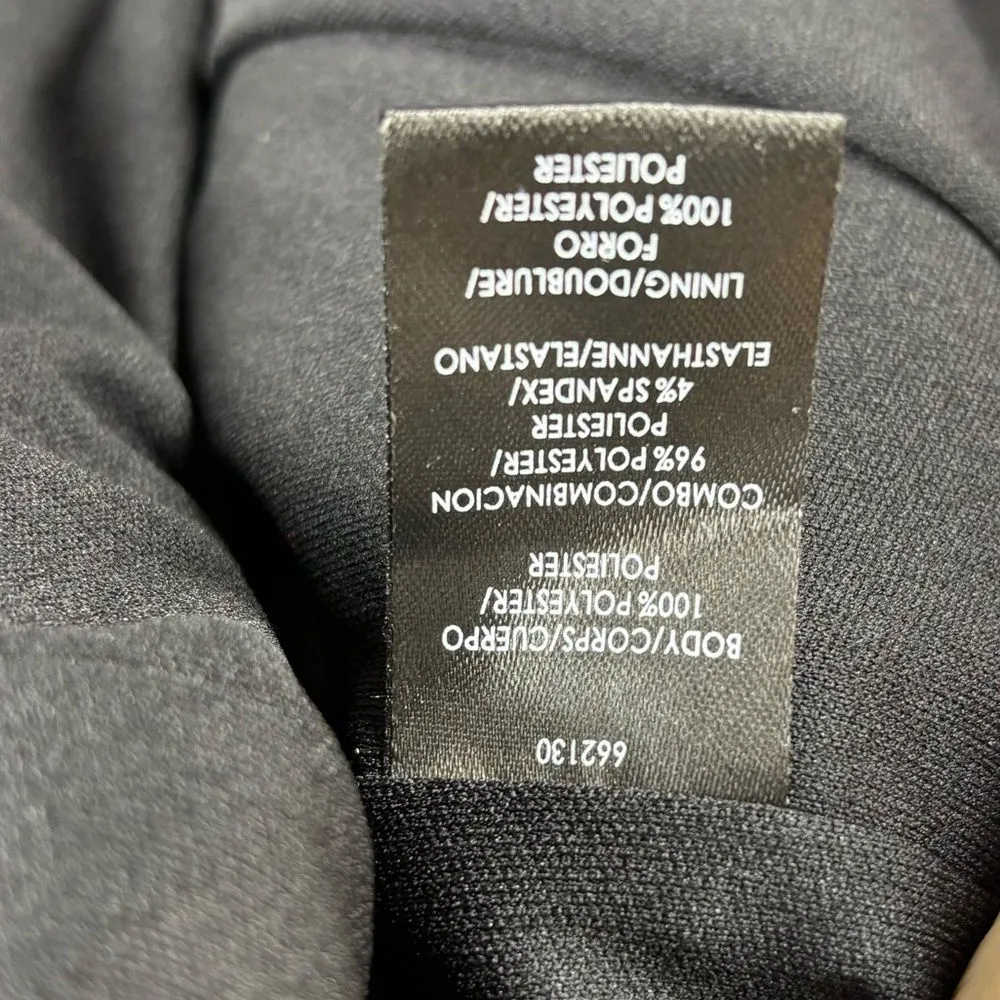 662130
BODY/CORPS/CUERPO
100% POLYESTER/
POLIESTER
COMBO/COMBINACION
96% POLYESTER/
POLIESTER
4% SPANDEX/
ELASTHANNE/ELASTANO
LINING/DOUBLURE/
FORRO
100% POLYESTER/
POLIESTER